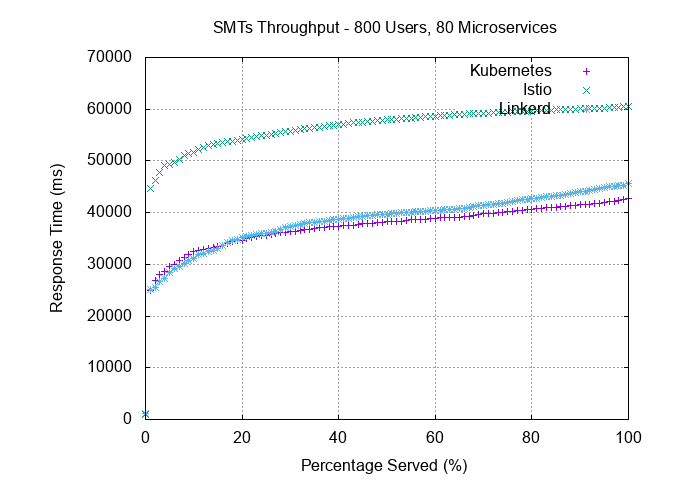 SMTs Throughput - 800 Users, 80 Microservices
70000
60000
50000
40000
30000
20000
10000
0
Response Time (ms)
Kubernetes
Istio
Linkerd
0 20 40 60 80 100
Percentage Served (%)